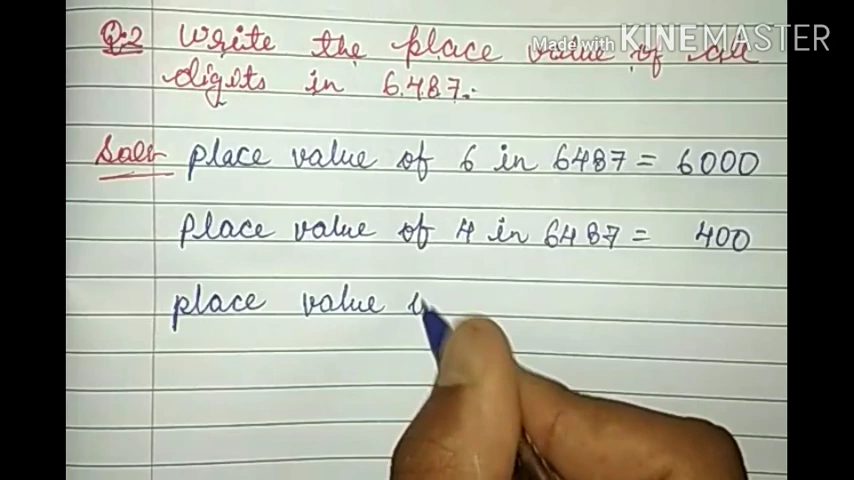 Q.2 Write the place value of all
digits in 6487.
Made with KINEMASTER
Soln place value of 6 in 6487 = 6000
Place value of 4 in 6487 = 400
place value